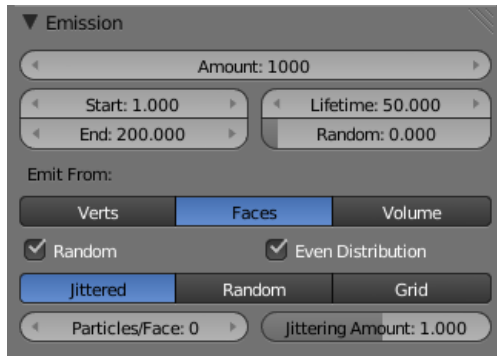 Emission
Amount: 1000
Start: 1.000 Lifetime: 50.000
End: 200.000 Random: 0.000
Emit From:
Verts Faces Volume
Random Even Distribution
Jittered Random Grid
Particles/Face: 0 Jittering Amount: 1.000